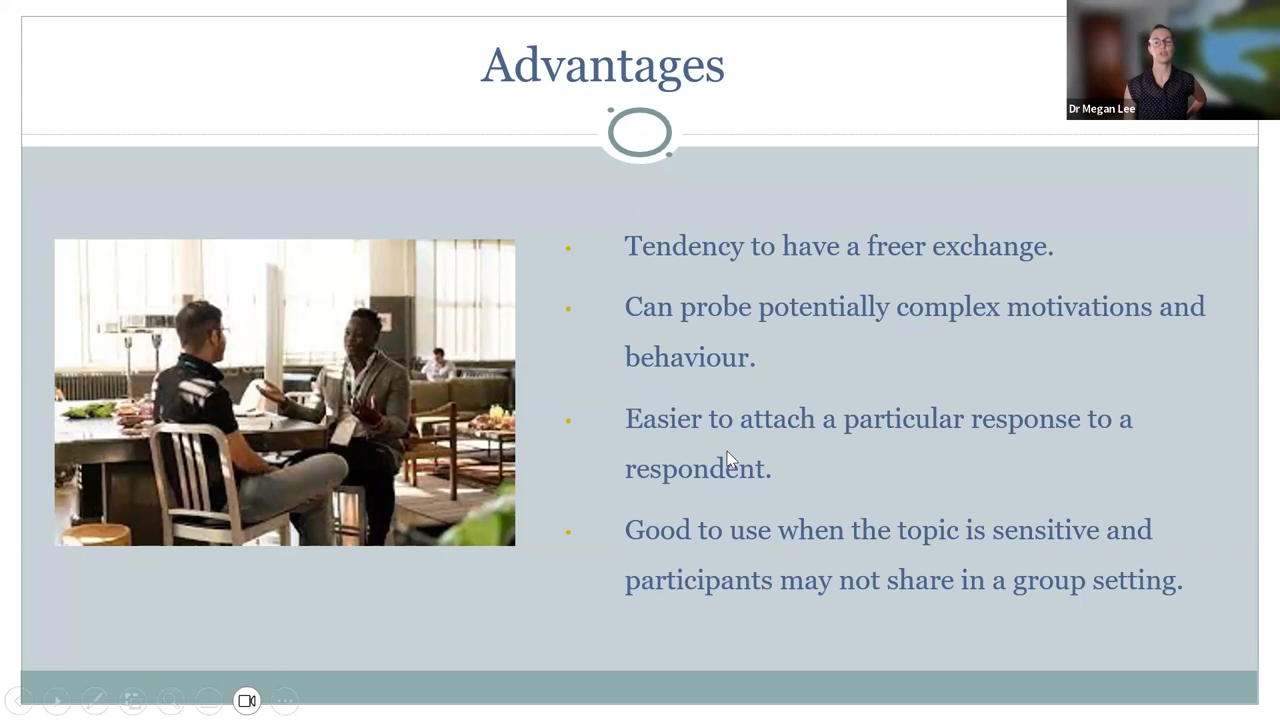 Advantages
Dr Megan Lee
Tendency to have a freer exchange.
Can probe potentially complex motivations and
behaviour.
Easier to attach a particular response to a
respondent.
Good to use when the topic is sensitive and
participants may not share in a group setting.